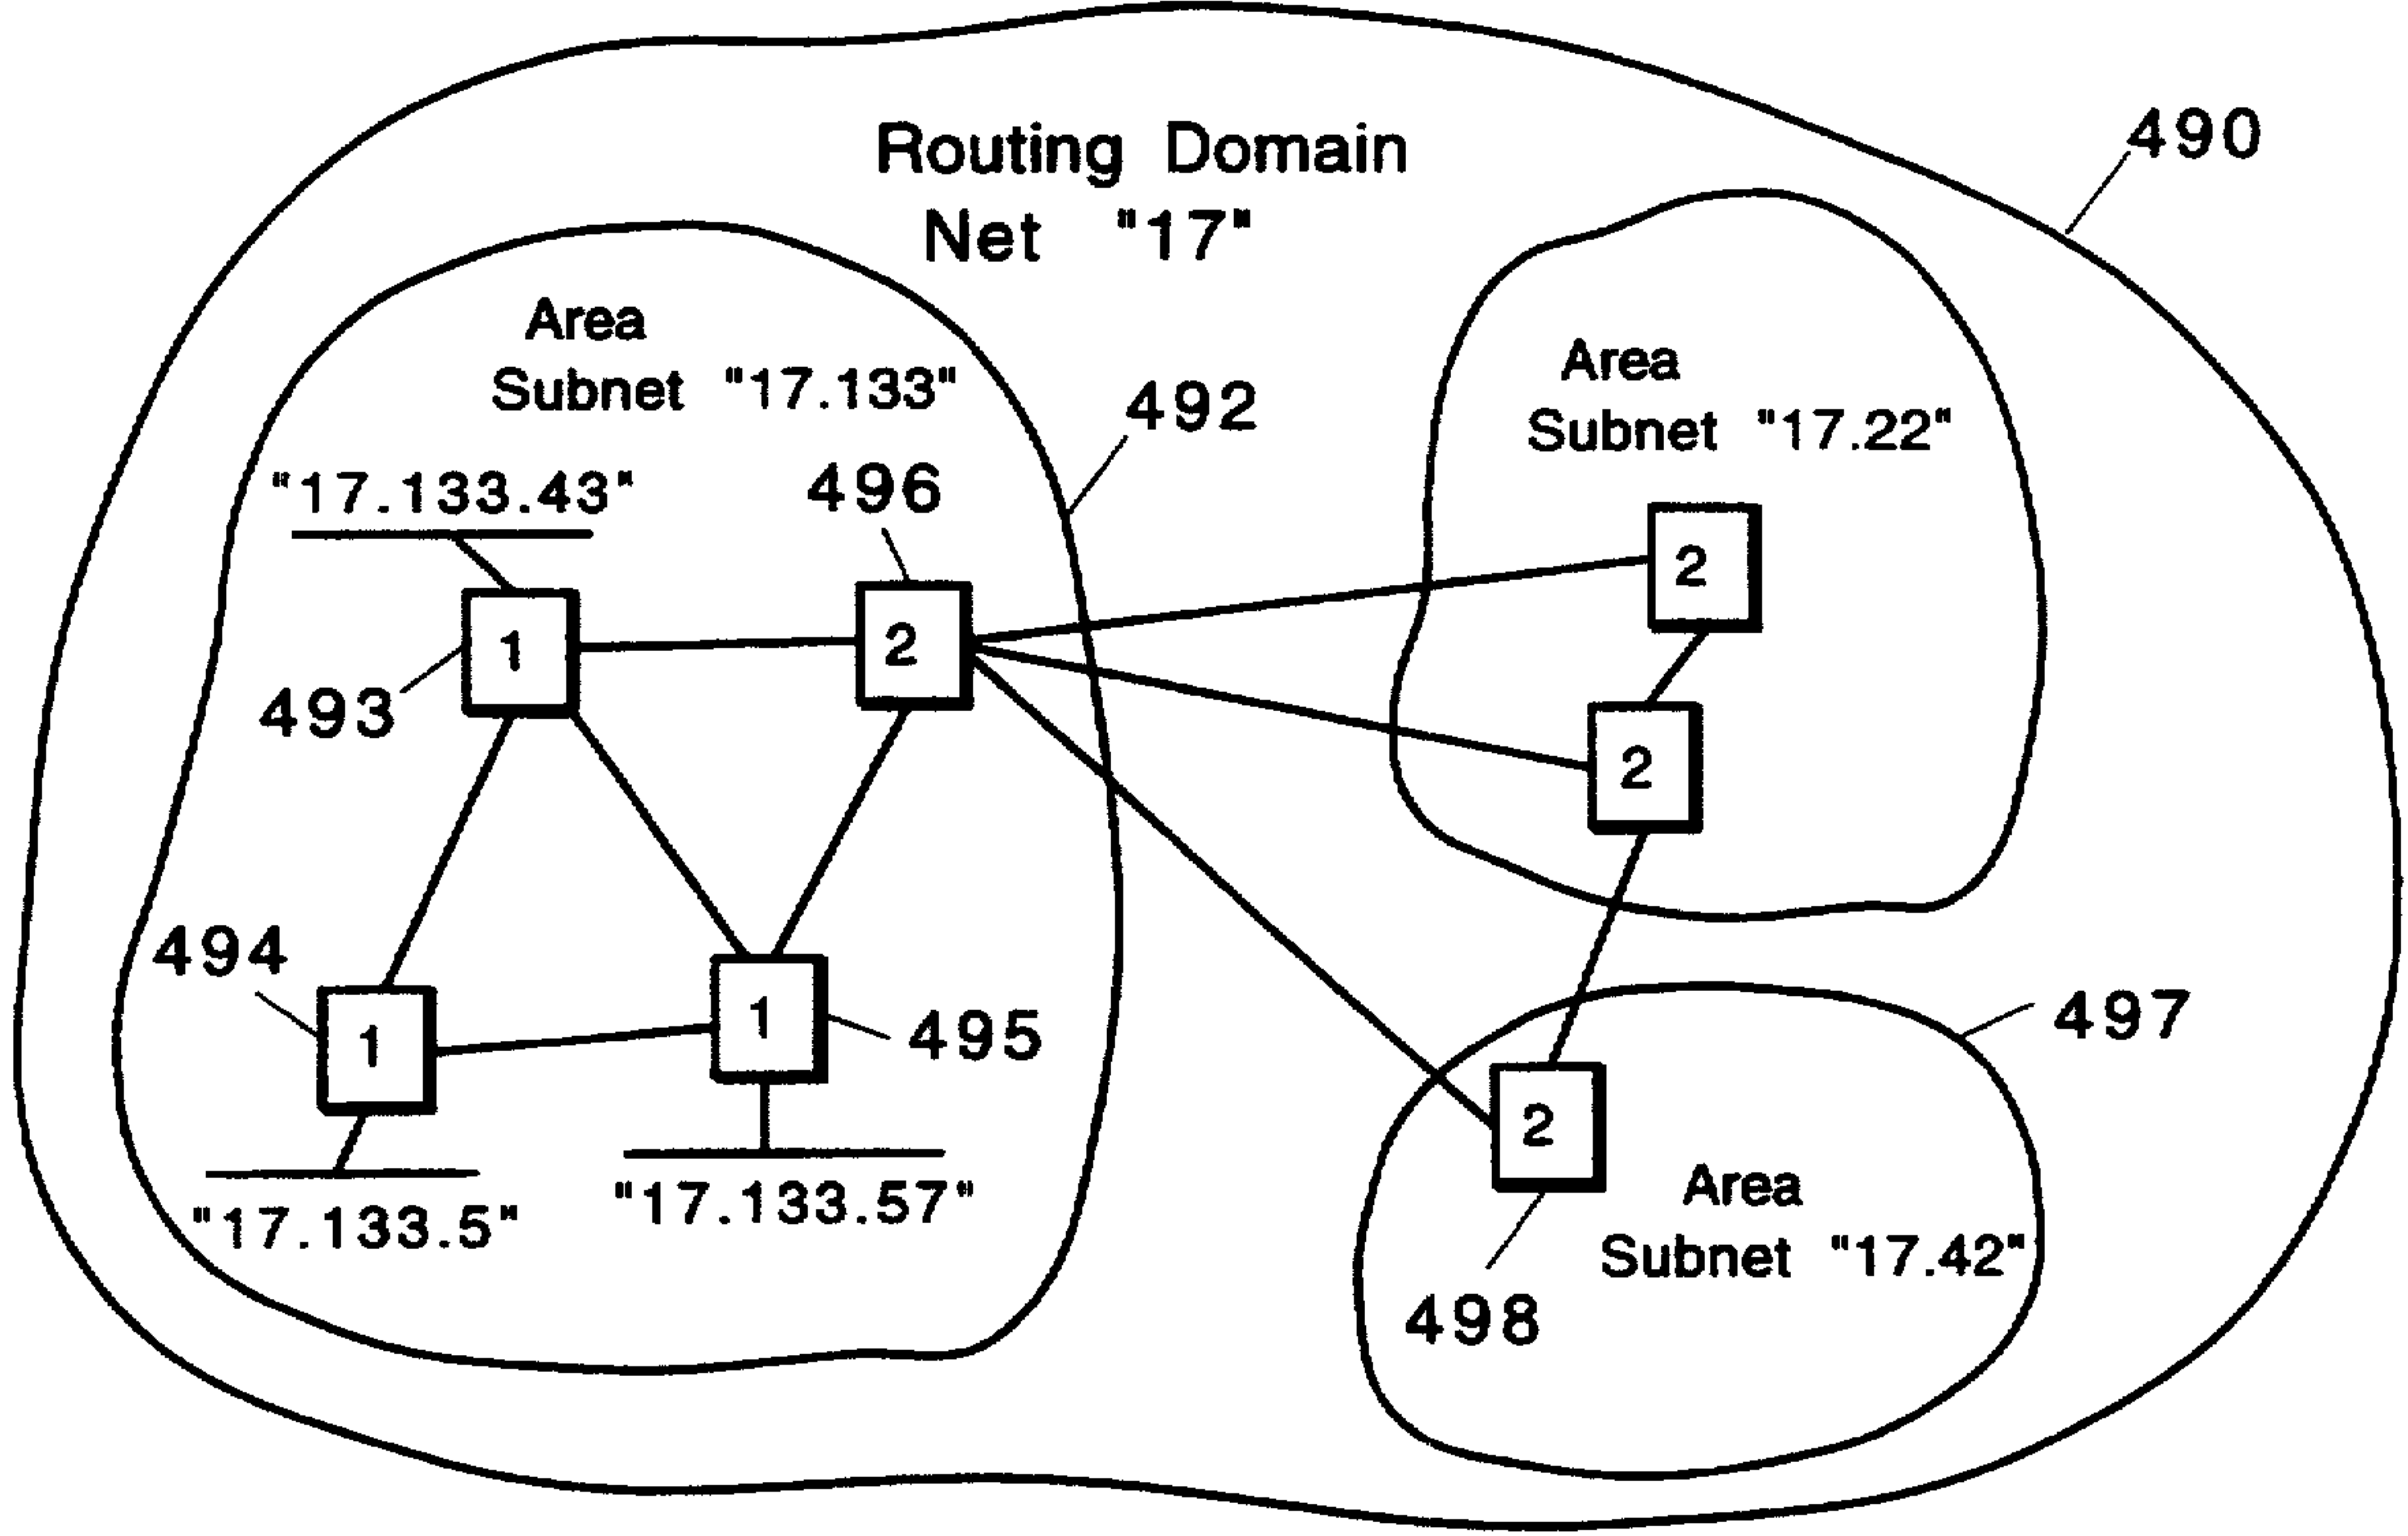 Routing Domain
Net "17"
490
Area
Subnet "17.133"
492
Area
Subnet "17.22"
"17.133.43"
496
2
1
2
493
2
494
495
1
1
497
2
"17.133.5"
"17.133.57"
Area
Subnet "17.42"
498